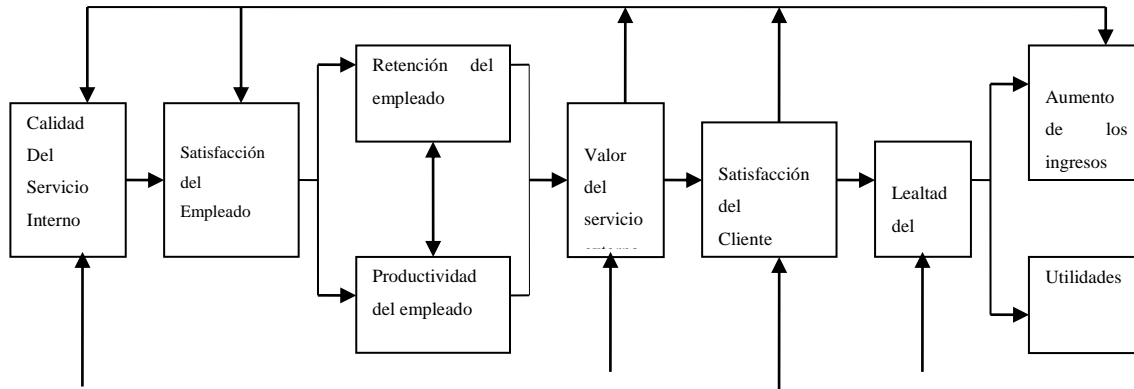 Calidad
Del
Servicio
Interno
Satisfacción
del
Empleado
Retención del
empleado
Productividad
del empleado
Valor
del
servicio
Satisfacción
del
Cliente
Lealtad
del
Aumento
de los
ingresos
Utilidades